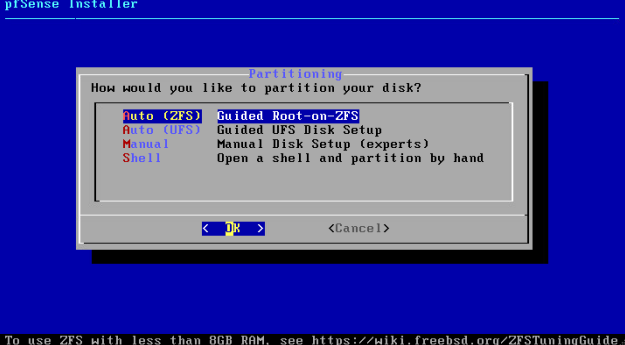 pfSense Installer
Partitioning
How would you like to partition your disk?
Auto (ZFS) Guided Root-on-ZFS
Auto (UFS) Guided UFS Disk Setup
Manual Manual Disk Setup (experts)
Shell Open a shell and partition by hand
< OK > <Cancel>
To use ZFS with less than 8GB RAM, see https://wiki.freebsd.org/ZFSTuningGuide